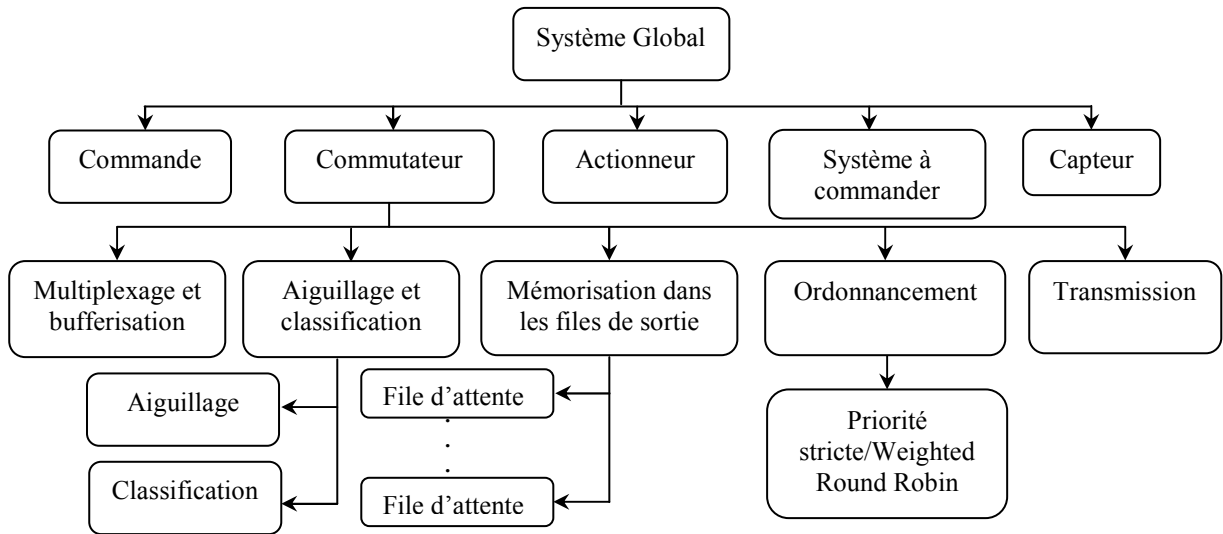 Système Global
Commande
Commutateur
Actionneur
Système à
commander
Capteur
Multiplexage et
bufferisation
Aiguillage et
classification
Mémorisation dans
les files de sortie
Ordonnancement
Transmission
Aiguillage
Classification
File d’attente
.
.
.
.
File d’attente
Priorité
stricte/Weighted
Round Robin